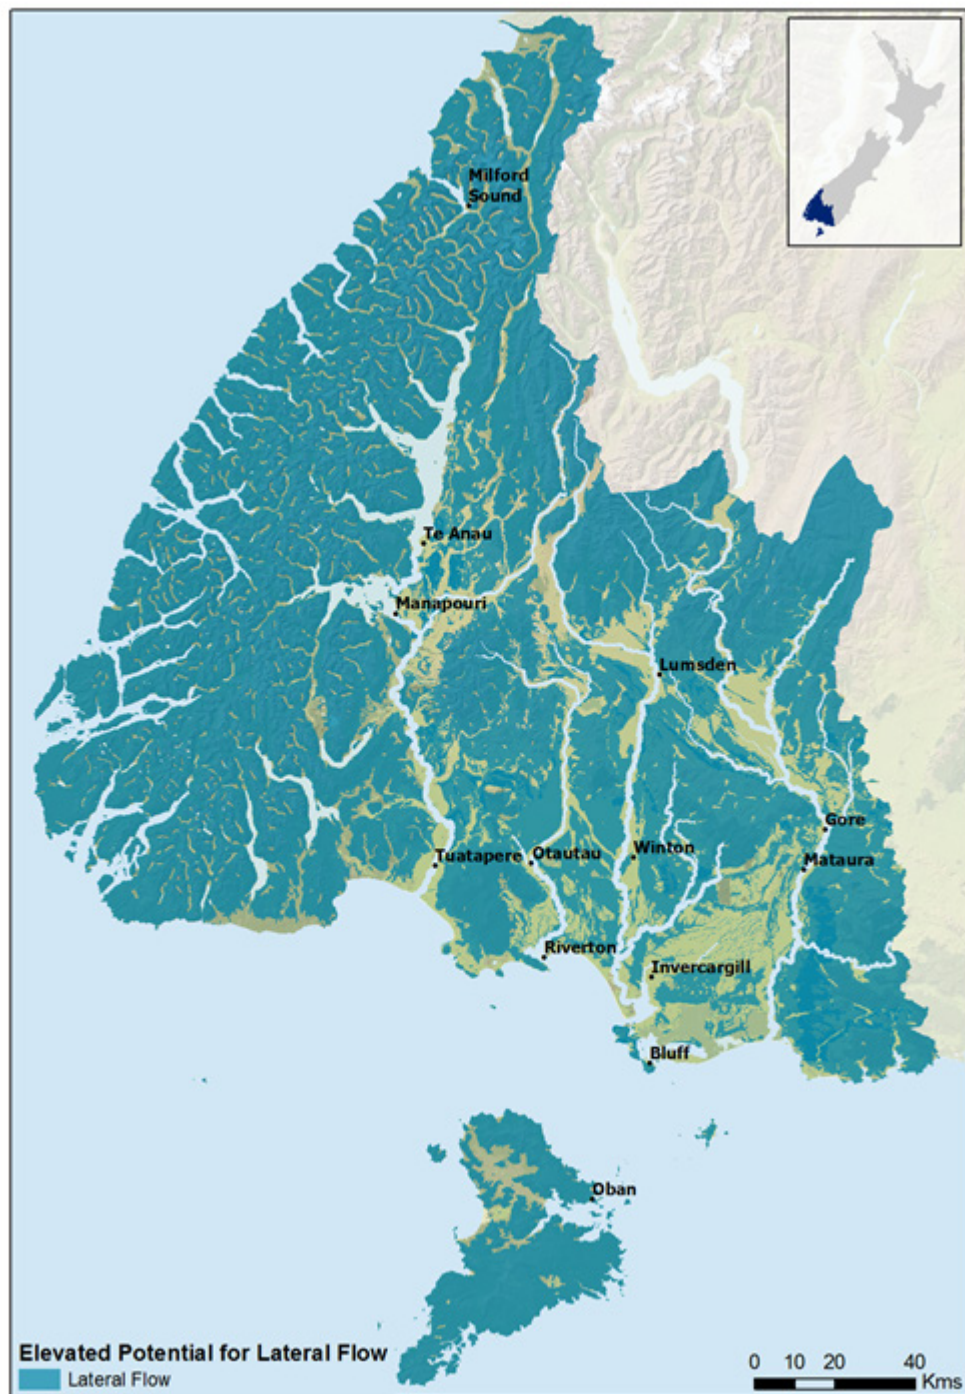 Milford
Sound
Te Anau
Manapouri
Lumsden
Gore
Tuatapere
Otautau
Winton
Mataura
Riverton
Invercargill
Bluff
Oban
Elevated Potential for Lateral Flow
Lateral Flow
0 10 20 40
Kms